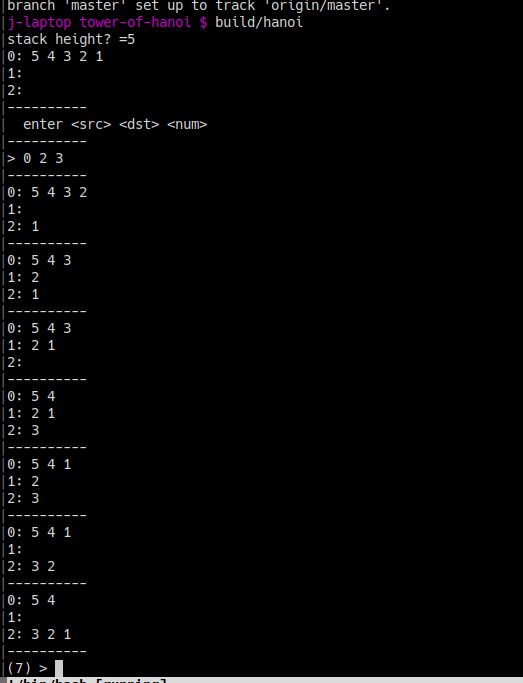 branch 'master' set up to track 'origin/master'.
j-laptop tower-of-hanoi $ build/hanoi
stack height? =5
0: 5 4 3 2 1
1:
2:
----------
enter <src> <dst> <num>
----------
> 0 2 3
----------
0: 5 4 3 2
1:
2: 1
----------
0: 5 4 3
1: 2
2: 1
----------
0: 5 4 3
1: 2 1
2:
----------
0: 5 4
1: 2 1
2: 3
----------
0: 5 4 1
1: 2
2: 3
----------
0: 5 4 1
1:
2: 3 2
----------
0: 5 4
1:
2: 3 2 1
----------
(7) >